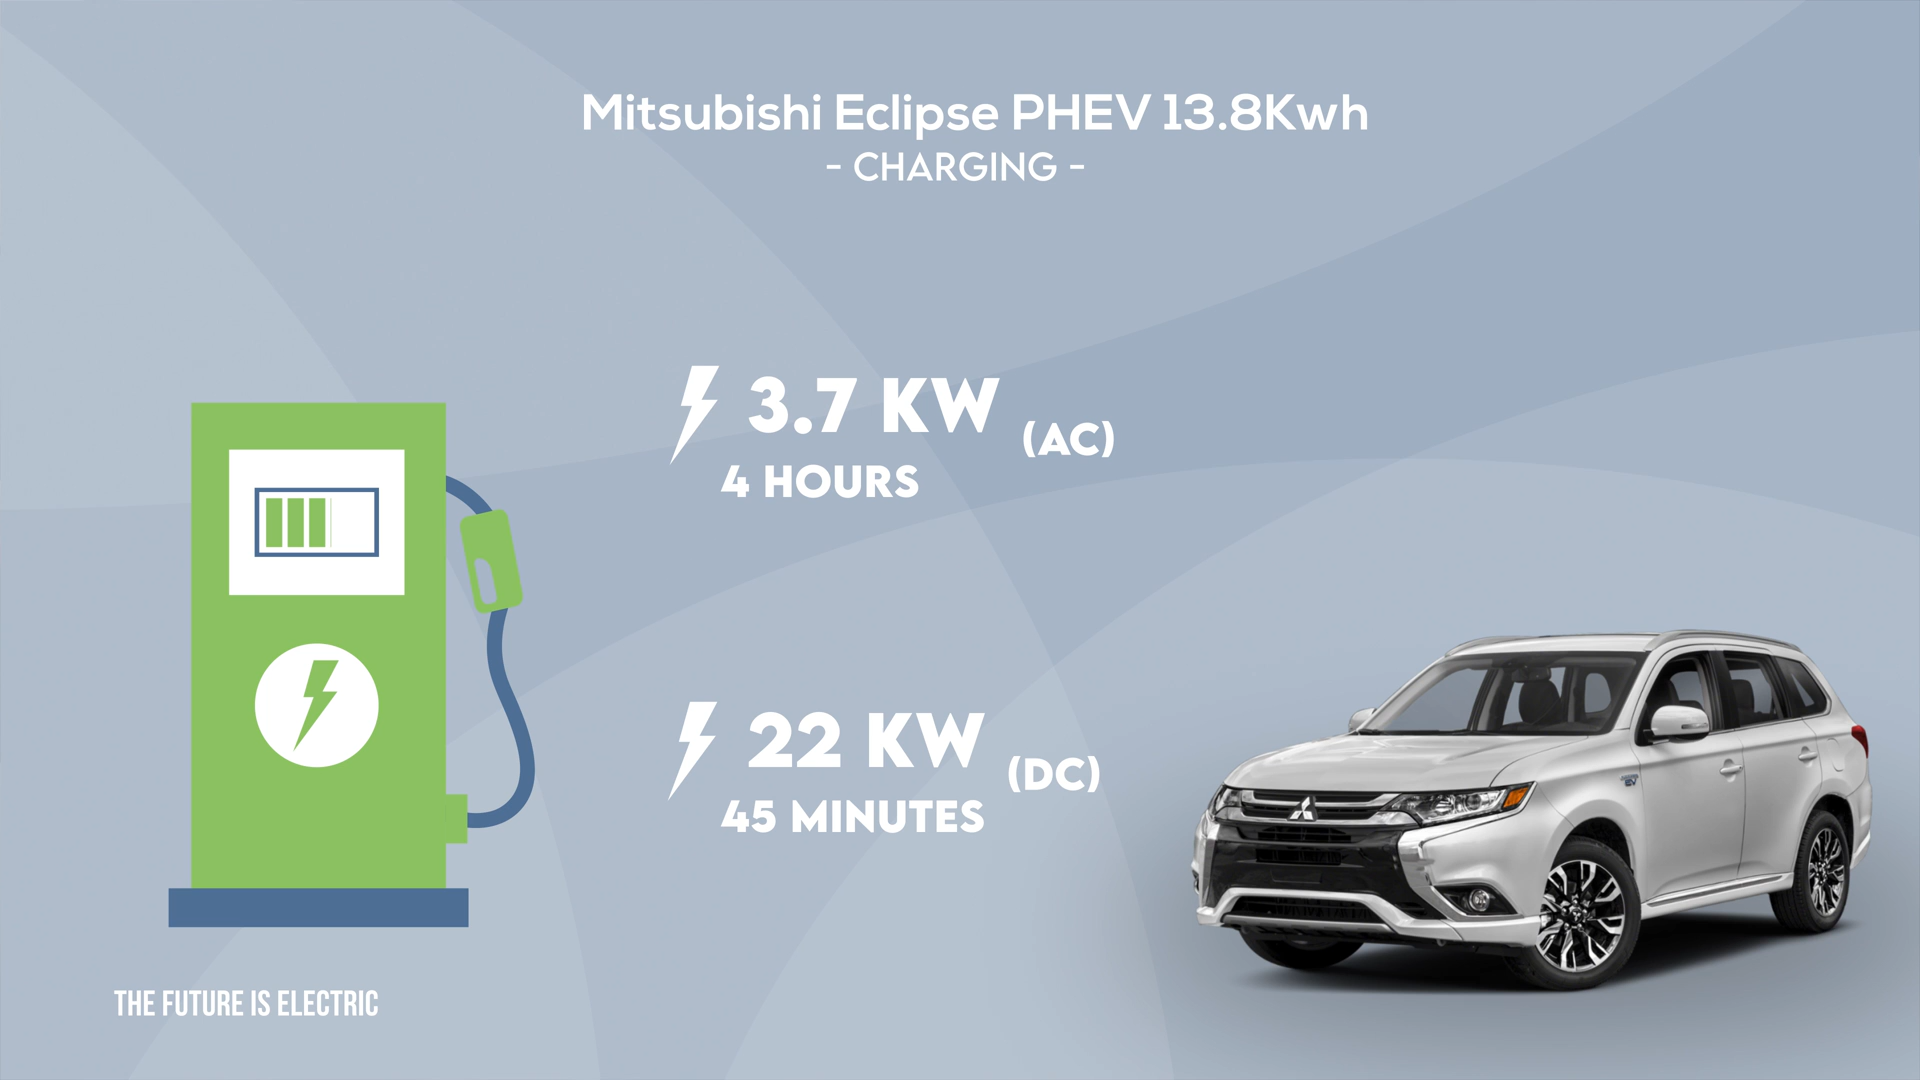 Mitsubishi Eclipse PHEV 13.8Kwh
- CHARGING -
3.7 KW (AC)
4 HOURS
22 KW (DC)
45 MINUTES
THE FUTURE IS ELECTRIC